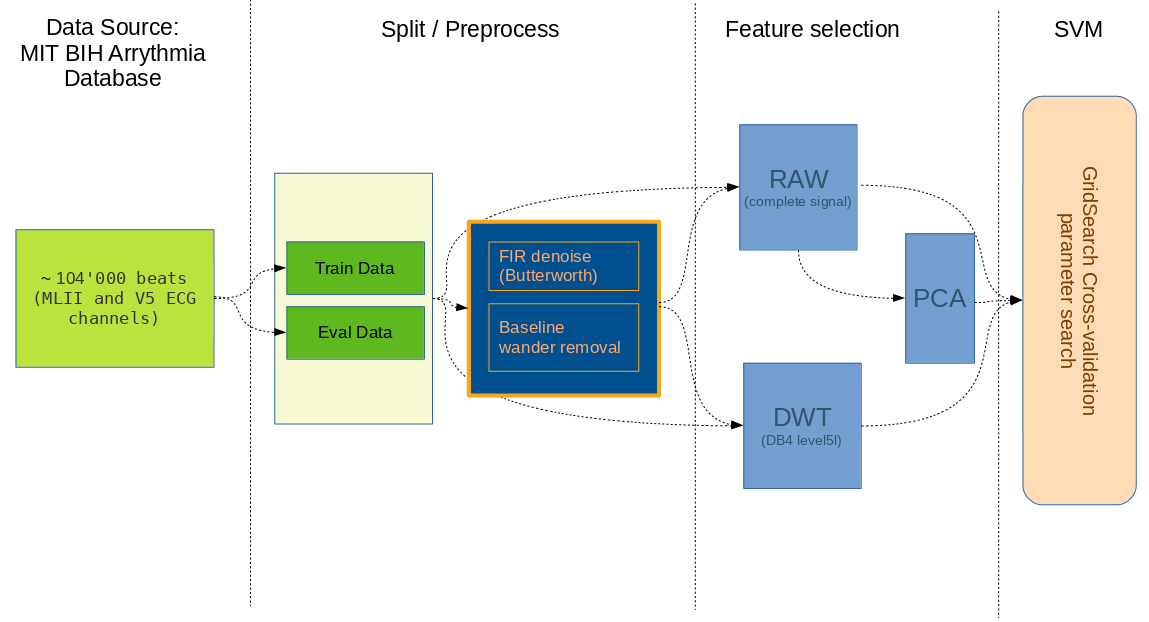 Data Source:
MIT BIH Arrythmia
Database
Split / Preprocess
Feature selection
SVM
~ 104'000 beats
(MLII and V5 ECG
channels)
Train Data
Eval Data
FIR denoise
(Butterworth)
Baseline
wander removal
RAW
(complete signal)
PCA
DWT
(DB4 level5l)
GridSearch Cross-validation
parameter search